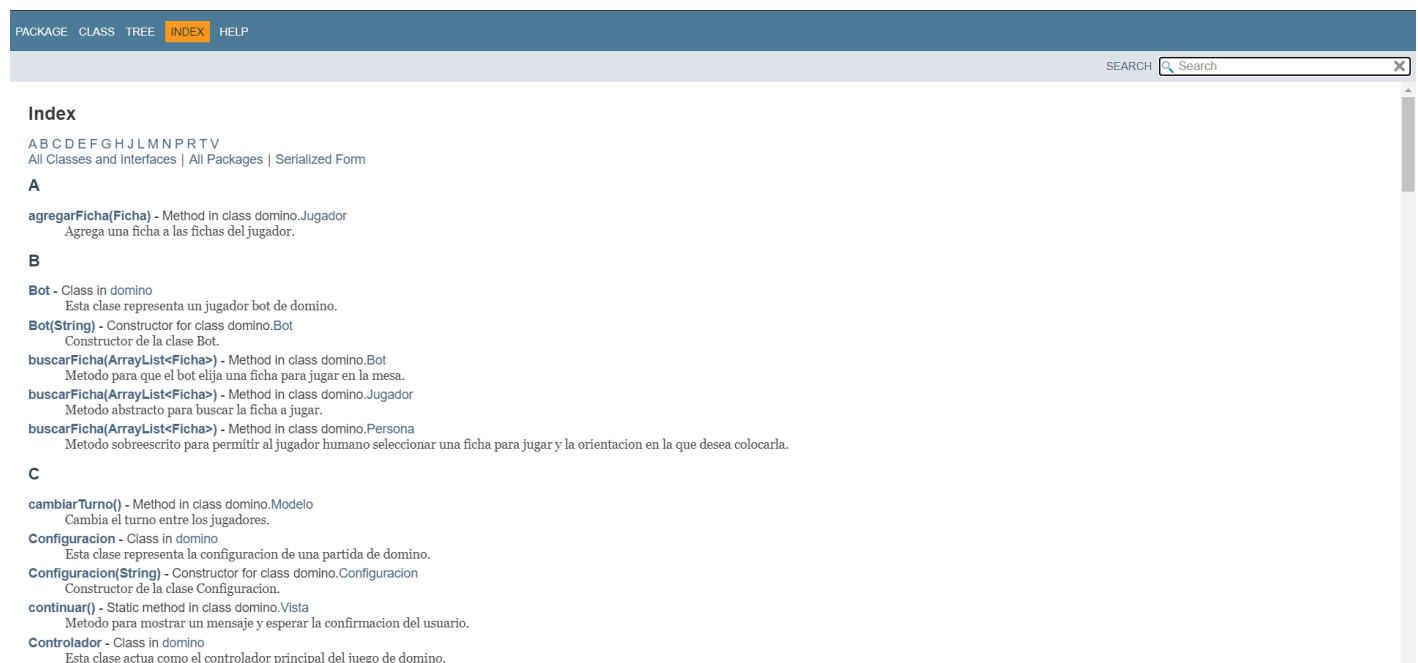 PACKAGE CLASS TREE INDEX HELP
SEARCH Search
Index
A B C D E F G H J L M N P R T V
All Classes and Interfaces | All Packages | Serialized Form
A
agregarFicha(Ficha) - Method in class domino.Jugador
Agrega una ficha a las fichas del jugador.
B
Bot - Class in domino
Esta clase representa un jugador bot de domino.
Bot(String) - Constructor for class domino.Bot
Constructor de la clase Bot.
buscarFicha(ArrayList<Ficha>) - Method in class domino.Bot
Metodo para que el bot elija una ficha para jugar en la mesa.
buscarFicha(ArrayList<Ficha>) - Method in class domino.Jugador
Metodo abstracto para buscar la ficha a jugar.
buscarFicha(ArrayList<Ficha>) - Method in class domino.Persona
Metodo sobreescrito para permitir al jugador humano seleccionar una ficha para jugar y la orientacion en la que desea colocarla.
C
cambiarTurno() - Method in class domino.Modelo
Cambia el turno entre los jugadores.
Configuracion - Class in domino
Esta clase representa la configuracion de una partida de domino.
Configuracion(String) - Constructor for class domino.Configuracion
Constructor de la clase Configuracion.
continuar() - Static method in class domino.Vista
Metodo para mostrar un mensaje y esperar la confirmacion del usuario.
Controlador - Class in domino
Esta clase actua como el controlador principal del juego de domino.